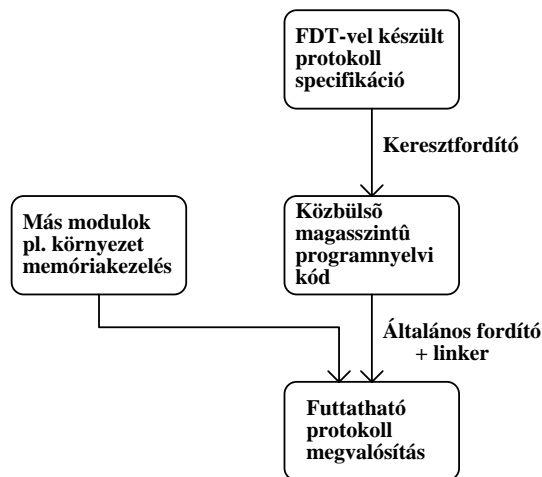 FDT-vel készült
protokoll
specifikáció
Keresztfordító
Más modulok
pl. környezet
memóriakezelés
Közbülsõ
magasszintû
programnyelvi
kód
Általános fordító
+ linker
Futtatható
protokoll
megvalósítás